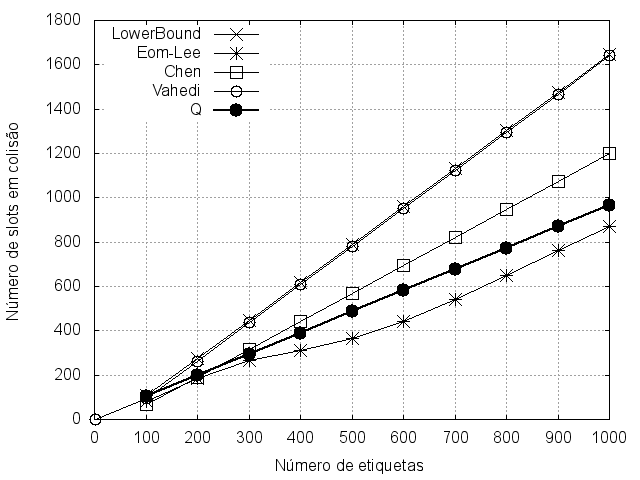 1800
1600
1400
1200
1000
800
600
400
200
0
Número de slots em colisão
LowerBound
Eom-Lee
Chen
Vahedi
Q
0 100 200 300 400 500 600 700 800 900 1000
Número de etiquetas